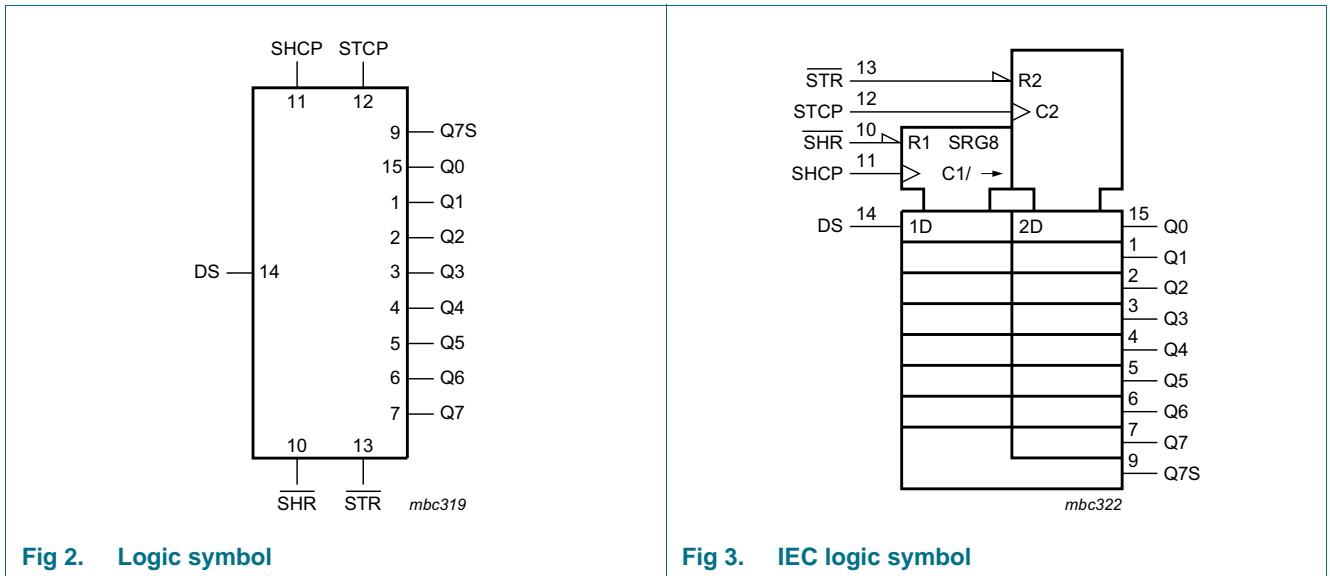 SHCP STCP
11 12
9 Q7S
15 Q0
1 Q1
2 Q2
DS 14 3 Q3
4 Q4
5 Q5
6 Q6
7 Q7
10 13
SHR STR mbc319
Fig 2. Logic symbol
STR 13 R2
STCP 12 C2
SHR 10 R1 SRG8
SHCP 11 C1/ →
DS 14 1D 2D 15 Q0
1 Q1
2 Q2
3 Q3
4 Q4
5 Q5
6 Q6
7 Q7
9 Q7S
mbc322
Fig 3. IEC logic symbol